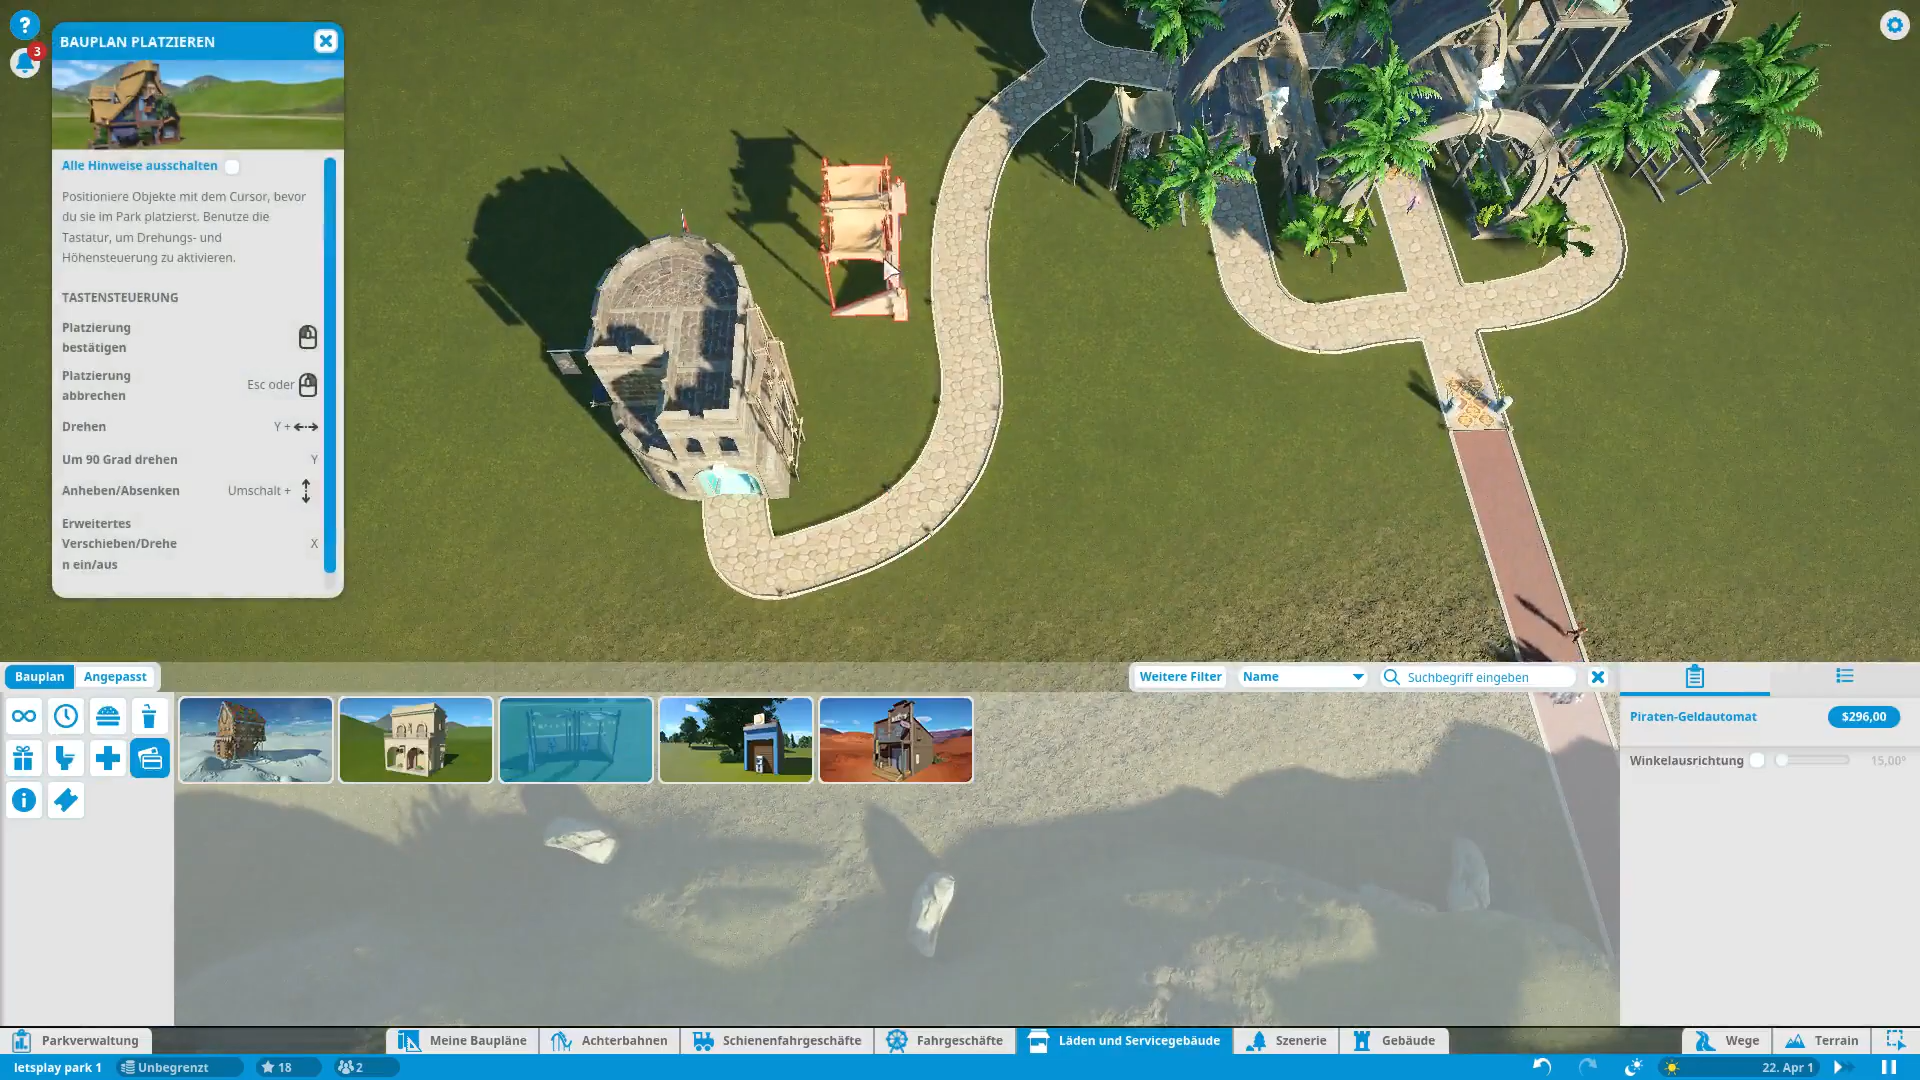 ?
3
BAUPLAN PLATZIEREN
Alle Hinweise ausschalten
Positioniere Objekte mit dem Cursor, bevor
du sie im Park platzierst. Benutze die
Tastatur, um Drehungs- und
Höhensteuerung zu aktivieren.
TASTENSTEUERUNG
Platzierung
bestätigen
Platzierung
abbrechen
Esc oder
Drehen
Y +
Um 90 Grad drehen
Y
Anheben/Absenken
Umschalt +
Erweitertes
Verschieben/Drehe
n ein/aus
X
Bauplan
Angepasst
Weitere Filter
Name
Suchbegriff eingeben
Piraten-Geldautomat
$296,00
Winkelausrichtung
15,00°
Parkverwaltung
Meine Baupläne
Achterbahnen
Schienenfahrgeschäfte
Fahrgeschäfte
Läden und Servicegebäude
Szenerie
Gebäude
Wege
Terrain
letsplay park 1
Unbegrenzt
18
2
22. Apr 1